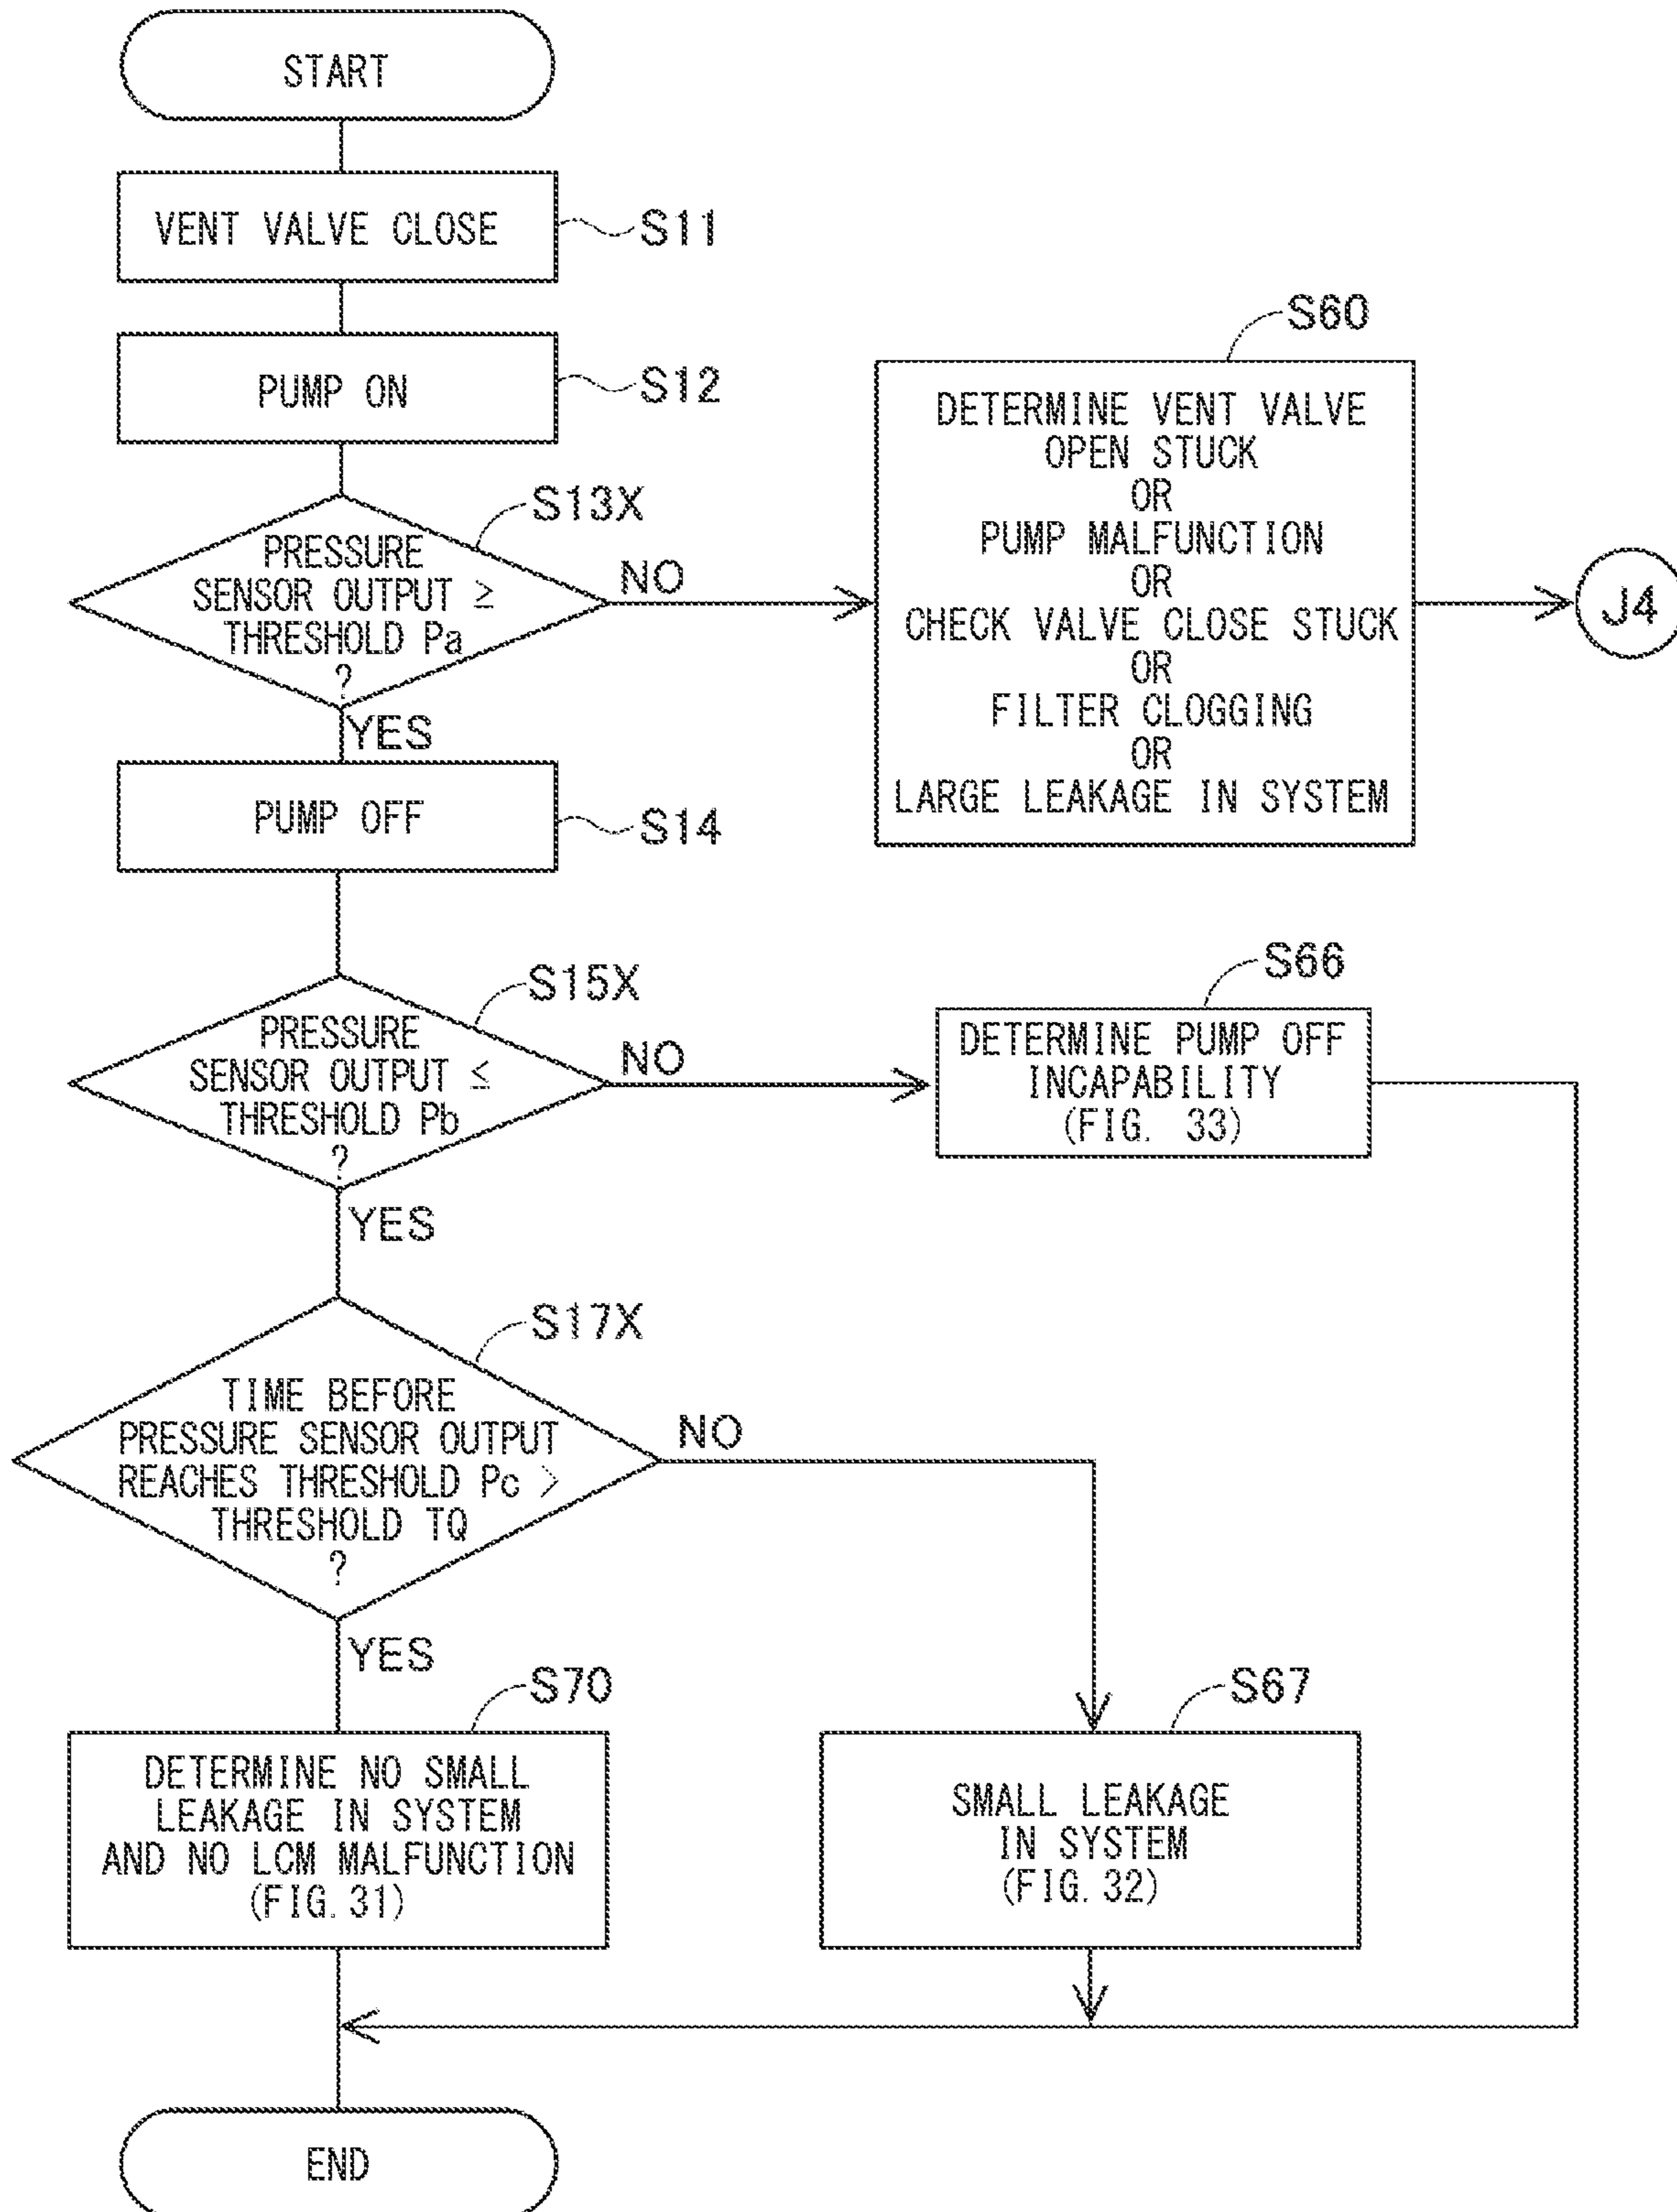 START
VENT VALVE CLOSE
S11
PUMP ON
S12
S13X
PRESSURE
SENSOR OUTPUT ≥
THRESHOLD Pa
?
NO
YES
S60
DETERMINE VENT VALVE
OPEN STUCK
OR
PUMP MALFUNCTION
OR
CHECK VALVE CLOSE STUCK
OR
FILTER CLOGGING
OR
LARGE LEAKAGE IN SYSTEM
J4
PUMP OFF
S14
S15X
PRESSURE
SENSOR OUTPUT ≤
THRESHOLD Pb
?
NO
YES
S66
DETERMINE PUMP OFF
INCAPABILITY
(FIG. 33)
S17X
TIME BEFORE
PRESSURE SENSOR OUTPUT
REACHES THRESHOLD Pc >
THRESHOLD TQ
?
NO
YES
S70
DETERMINE NO SMALL
LEAKAGE IN SYSTEM
AND NO LCM MALFUNCTION
(FIG.31)
S67
SMALL LEAKAGE
IN SYSTEM
(FIG.32)
END